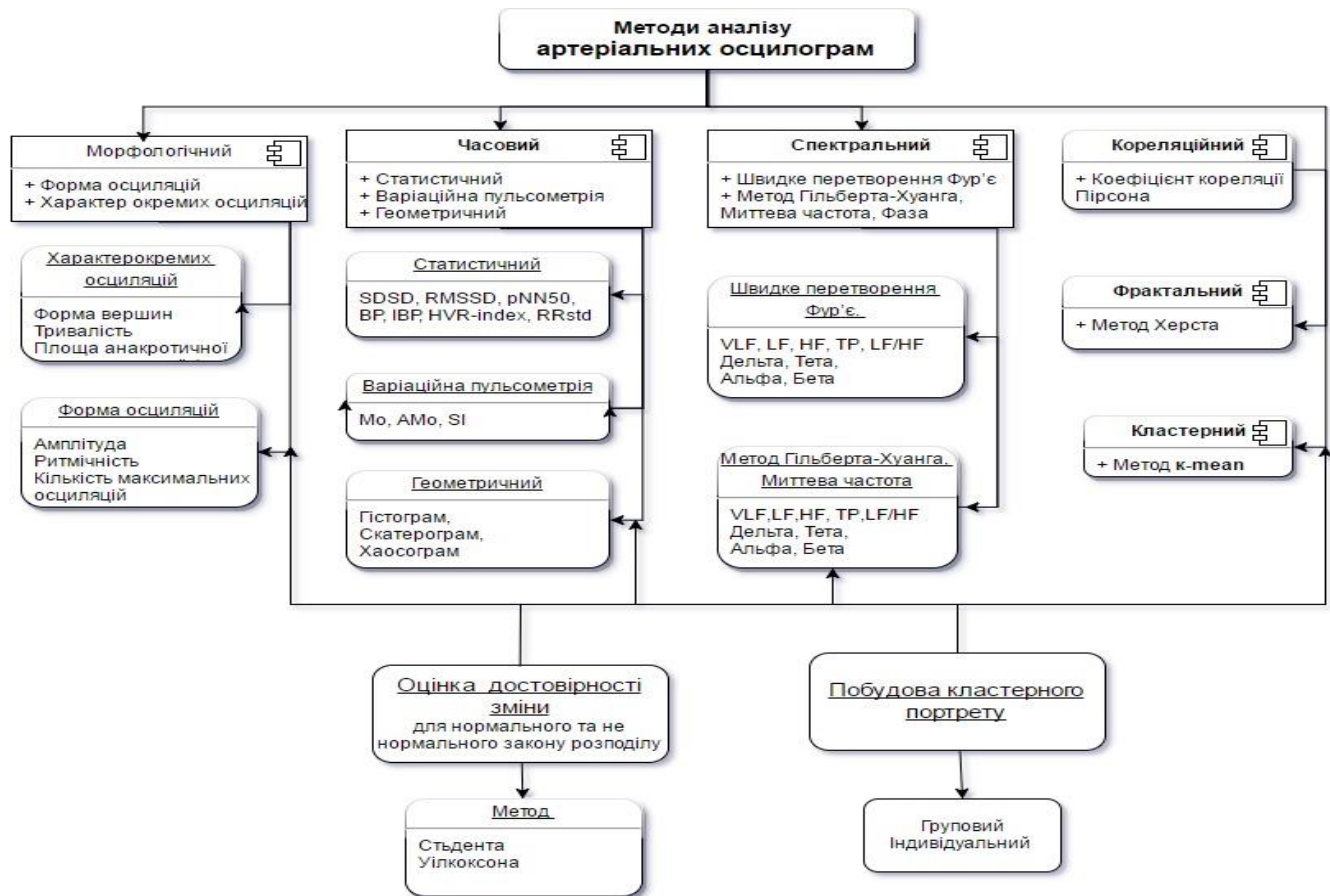 Методи аналізу
артеріальних осцилограм
Морфологічний
+ Форма осциляцій
+ Характер окремих осциляцій
Характерокремих
осциляцій
Форма вершин
Тривалість
Площа анакротичної
Форма осциляцій
Амплітуда
Ритмічність
Кількість максимальних
осциляцій
Часовий
+ Статистичний
+ Варіаційна пульсометрія
+ Геометричний
Статистичний
SDSD, RMSSD, pNN50,
BP, IBP, HVR-index, RRstd
Варіаційна пульсометрія
Mo, AMo, SI
Геометричний
Гістограм,
Скатерограм,
Хаосограм
Спектральний
+ Швидке перетворення Фур’є
+ Метод Гільберта-Хуанга,
Миттева частота, Фаза
Швидке перетворення
Фур’є.
VLF, LF, HF, TP, LF/HF
Дельта, Тета,
Альфа, Бета
Метод Гільберта-Хуанга,
Миттева частота
VLF,LF,HF, TP,LF/HF
Дельта, Тета,
Альфа, Бета
Кореляційний
+ Коефіцієнт кореляції
Пірсона
Фрактальний
+ Метод Херста
Кластерний
+ Метод к-mean
Оцінка достовірності
зміни
для нормального та не
нормального закону розподілу
Метод
Стьдента
Уілкоксона
Побудова кластерного
портрету
Груповий
Індивідуальний